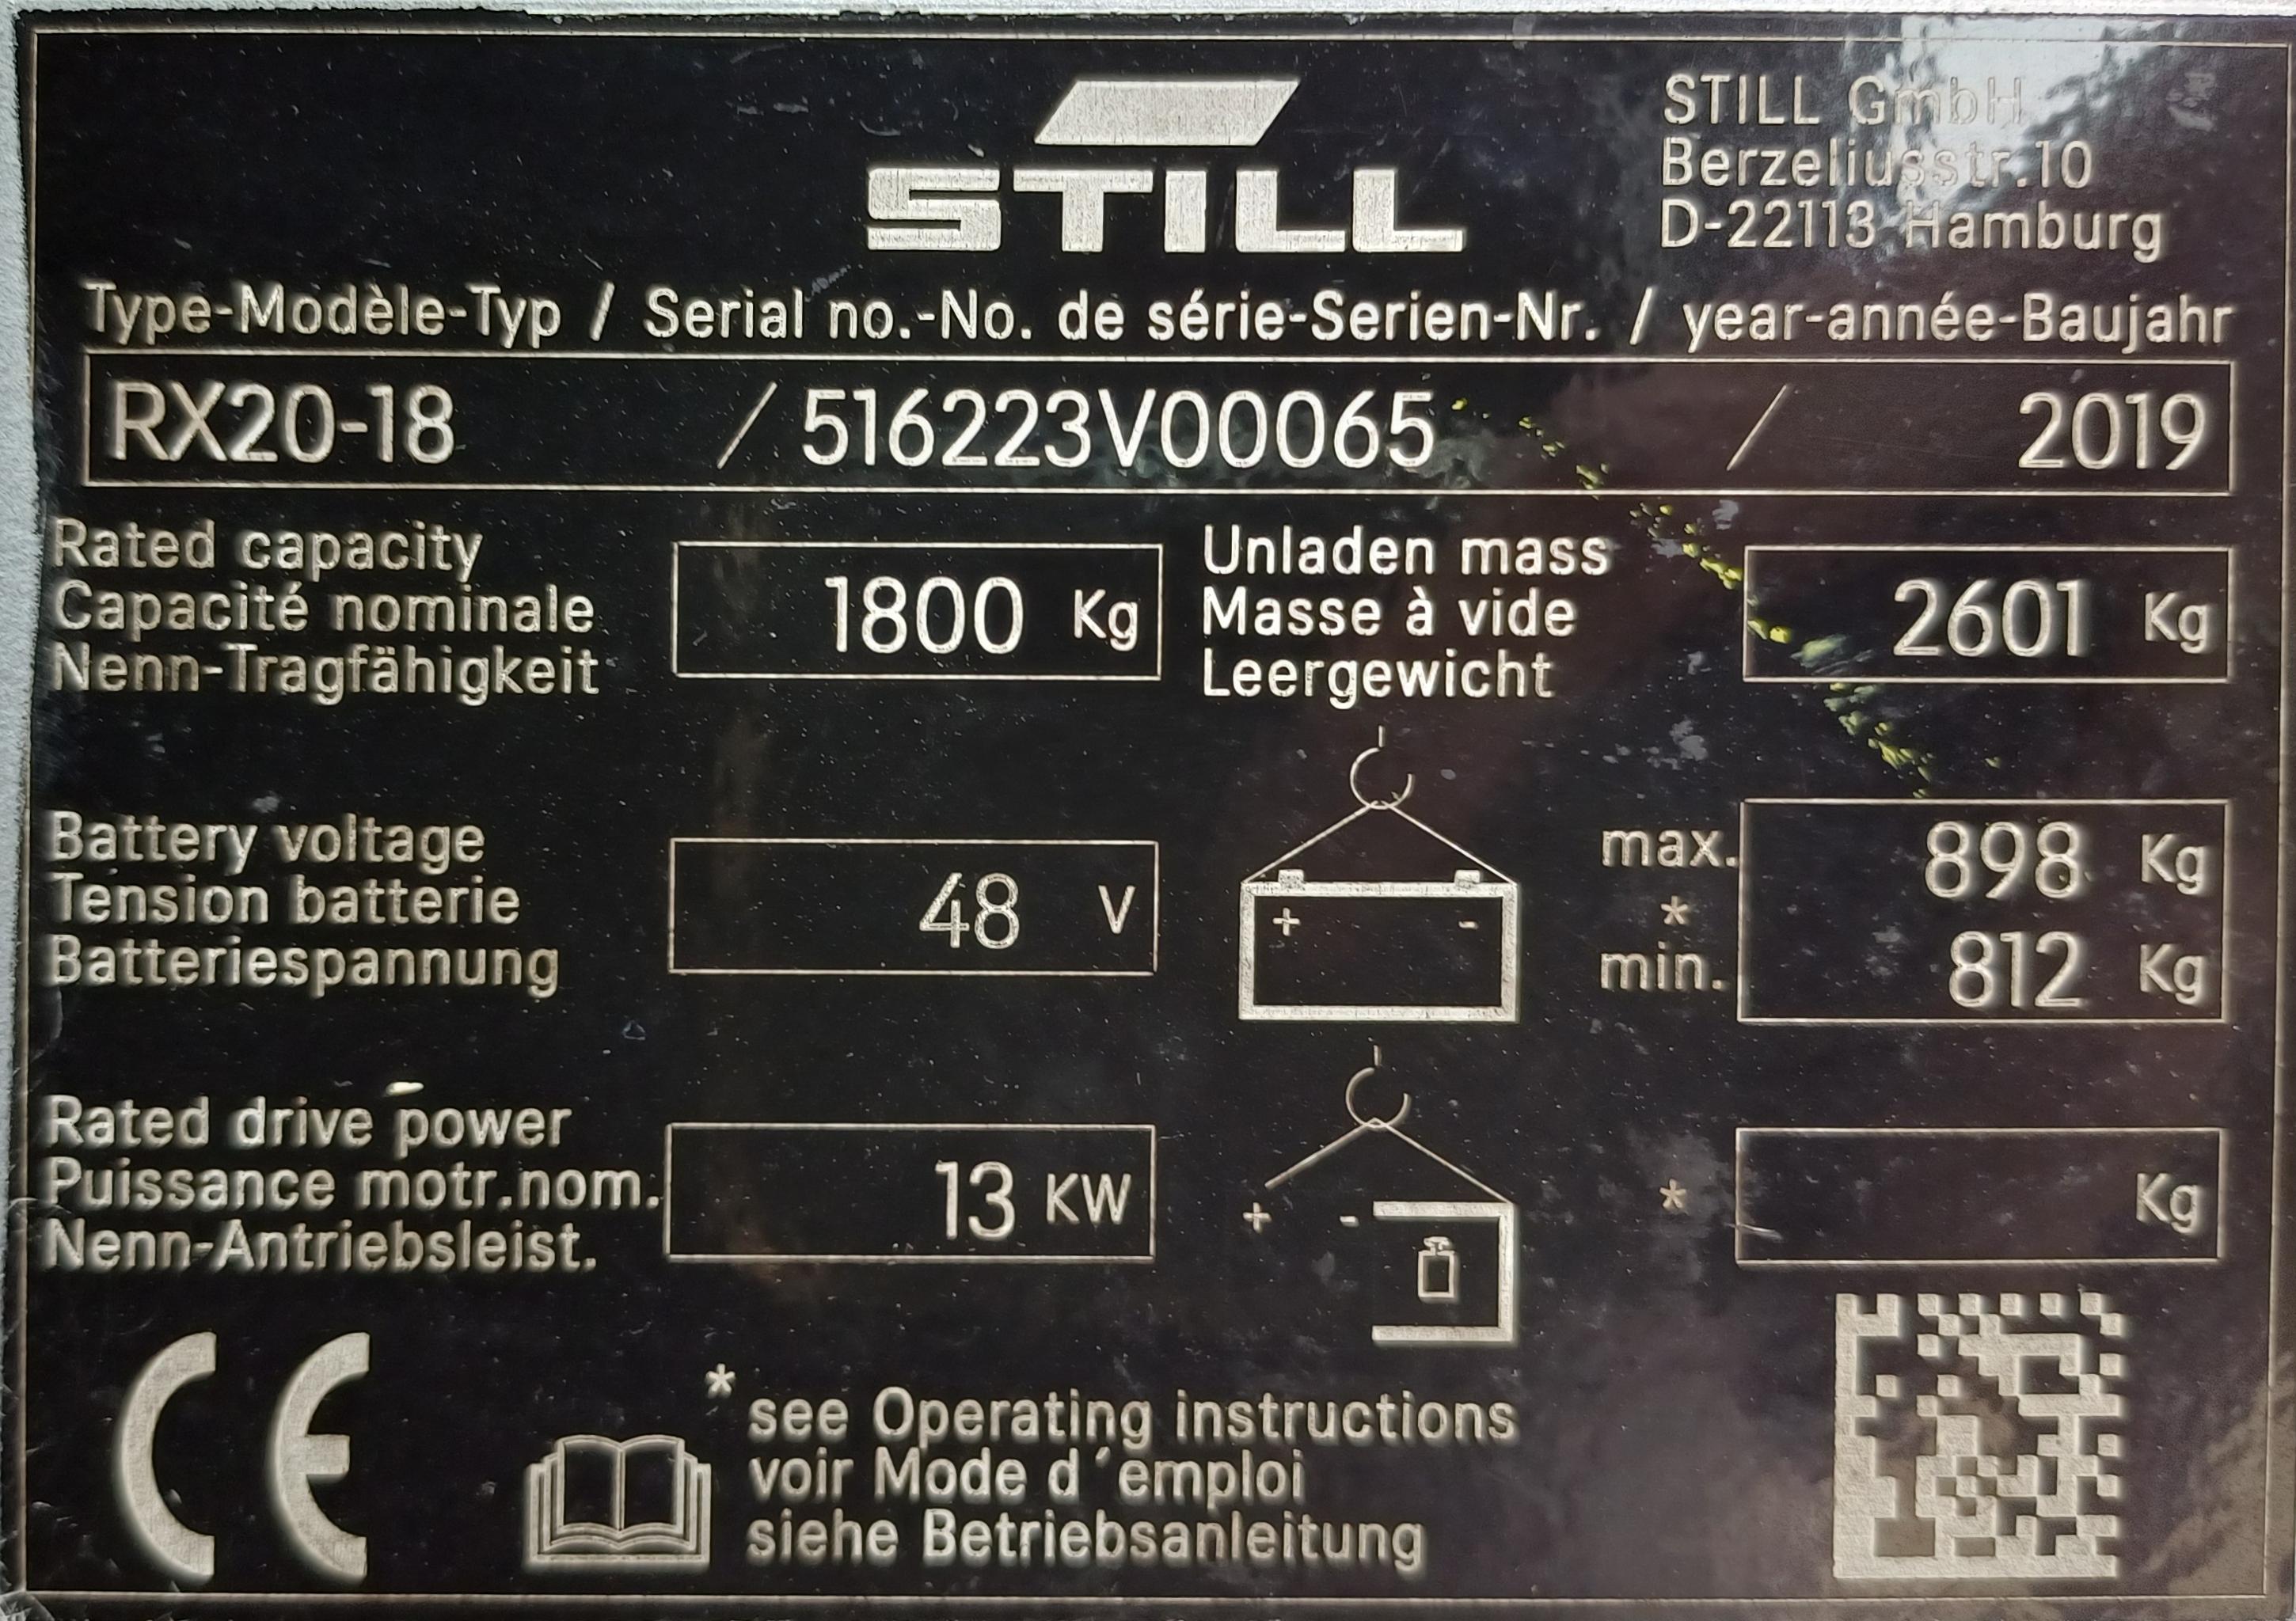 STILL
STILL GmbH
Berzeliusstr.10
D-22113 Hamburg
Type-Modèle-Typ / Serial no.-No. de série-Serien-Nr. / year-année-Baujahr
RX20-18 / 516223V00065 / 2019
Rated capacity
Capacité nominale
Nenn-Tragfähigkeit
1800 Kg
Unladen mass
Masse à vide
Leergewicht
2601 Kg
Battery voltage
Tension batterie
Batteriespannung
48 V
+ -
max. 898 Kg
*
min. 812 Kg
Rated drive power
Puissance motr.nom.
Nenn-Antriebsleist.
13 KW
+ -
* Kg
CE
* see Operating instructions
voir Mode d´emploi
siehe Betriebsanleitung